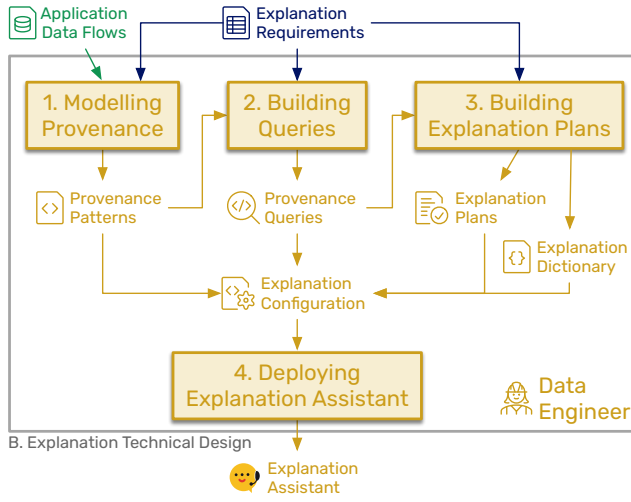 Application
Data Flows
Explanation
Requirements
1. Modelling
Provenance
2. Building
Queries
3. Building
Explanation Plans
Provenance
Patterns
Provenance
Queries
Explanation
Plans
Explanation
Dictionary
Explanation
Configuration
4. Deploying
Explanation Assistant
Data
Engineer
B. Explanation Technical Design
Explanation
Assistant